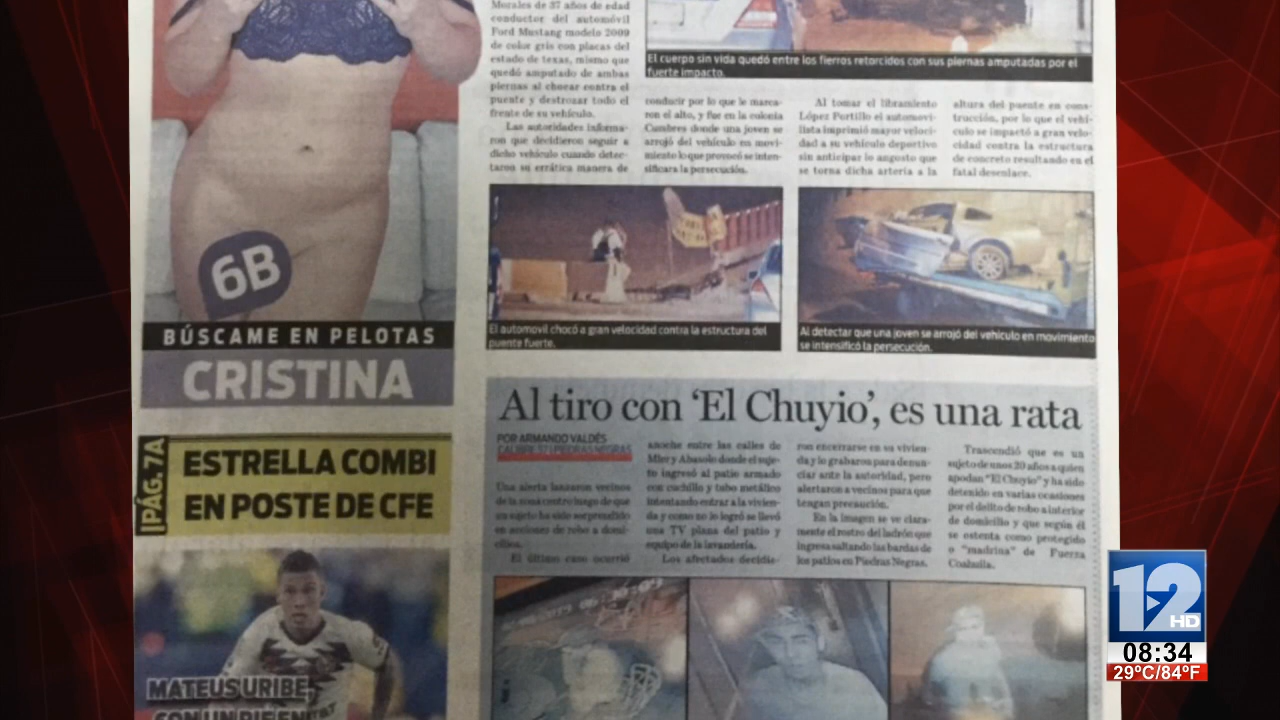 6B
BÚSCAME EN PELOTAS
CRISTINA
PÁG. 7A
ESTRELLA COMBI
EN POSTE DE CFE
MATEUS URIBE,
CON UN PIE EN
Morales de 37 años de edad
conductor del automóvil
Ford Mustang modelo 2009
de color gris con placas del
estado de texas, mismo que
quedó amputado de ambas
piernas al chocar contra el
puente y destrozar todo el
frente de su vehículo.
Las autoridades informa-
ron que decidieron seguir a
dicho vehículo cuando detec-
taron su errática manera de
El cuerpo sin vida quedó entre los fierros retorcidos con sus piernas amputadas por el
fuerte impacto.
conducir por lo que le marca-
ron el alto, y fue en la colonia
Cumbres donde una joven se
arrojó del vehículo en movi-
miento lo que provocó se inten-
sificara la persecución.
Al tomar el libramiento
López Portillo el automovi-
lista imprimió mayor veloci-
dad a su vehículo deportivo
sin anticipar lo angosto que
se torna dicha arteria a la
altura del puente en cons-
trucción, por lo que el vehí-
culo se impactó a gran velo-
cidad contra la estructura
de concreto resultando en el
fatal desenlace.
El automovil chocó a gran velocidad contra la estructura del
puente fuerte.
Al detectar que una joven se arrojó del vehículo en movimiento
se intensificó la persecución.
Al tiro con ‘El Chuyio’, es una rata
POR ARMANDO VALDÉS
CALIBRE 57 | PIEDRAS NEGRAS
Una alerta lanzaron vecinos
de la zona centro luego de que
un sujeto ha sido sorprendido
en acciones de robo a domi-
cilios.
El último caso ocurrió
anoche entre las calles de
Mier y Abasolo donde el suje-
to ingresó al patio armado
con cuchillo y tubo metálico
intentando entrar a la vivien-
da y como no lo logró se llevó
una TV plana del patio y
equipo de la lavandería.
Los afectados decidie-
ron encerrarse en su vivien-
da y lo grabaron para denun-
ciar ante la autoridad, pero
alertaron a vecinos para que
tengan precaución.
En la imagen se ve clara-
mente el rostro del ladrón que
ingresa saltando las bardas de
los patios en Piedras Negras.
Trascendió que es un
sujeto de unos 20 años a quien
apodan “El Chuyio” y ha sido
detenido en varias ocasiones
por el delito de robo a interior
de domicilio y que según él
se ostenta como protegido
o “madrina” de Fuerza
Coahuila.
12
HD
08:34
29°C/84°F